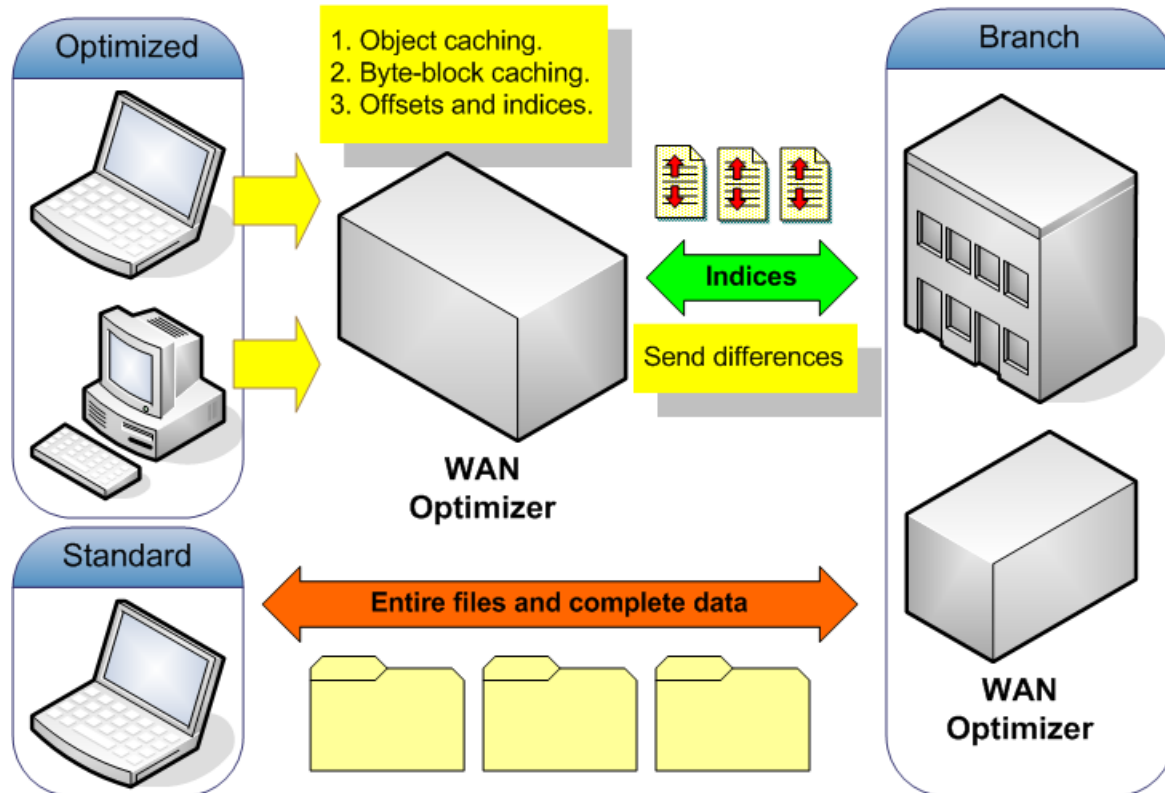 Optimized
1. Object caching.
2. Byte-block caching.
3. Offsets and indices.
Branch
Indices
Send differences
WAN
Optimizer
Standard
Entire files and complete data
WAN
Optimizer